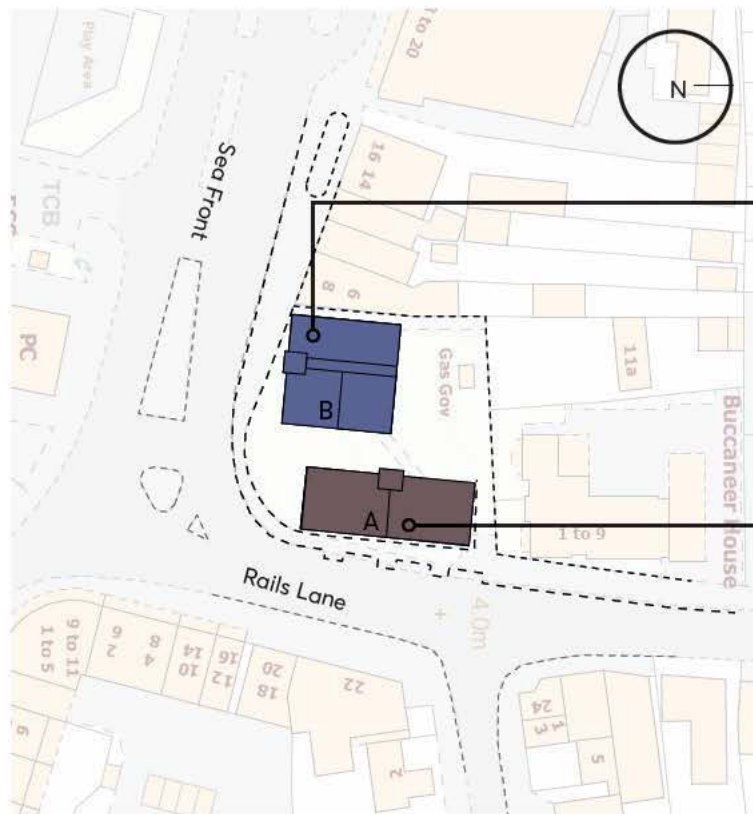 7 to 20
Play Area
N
Sea Front
16 14
TCB
8
6
PC
11a
Gas Gov
B
Buccaneer House
A
1 to 9
Rails Lane
4.0m
9 to 11
1 to 5
2
6
4
8
10
14
12
16
18
20
22
24
1
3
5
2
6